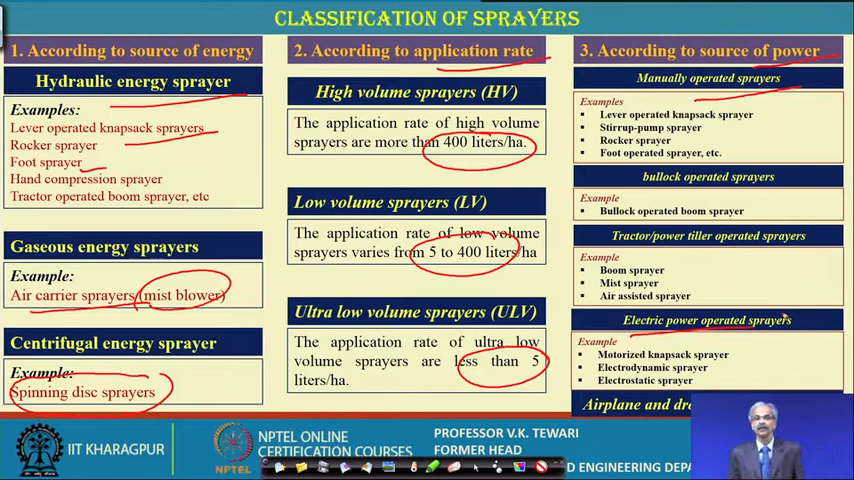 CLASSIFICATION OF SPRAYERS
1. According to source of energy
Hydraulic energy sprayer
Examples:
Lever operated knapsack sprayers
Rocker sprayer
Foot sprayer
Hand compression sprayer
Tractor operated boom sprayer, etc
Gaseous energy sprayers
Example:
Air carrier sprayers (mist blower)
Centrifugal energy sprayer
Example:
Spinning disc sprayers
2. According to application rate
High volume sprayers (HV)
The application rate of high volume
sprayers are more than 400 liters/ha.
Low volume sprayers (LV)
The application rate of low volume
sprayers varies from 5 to 400 liters/ha
Ultra low volume sprayers (ULV)
The application rate of ultra low
volume sprayers are less than 5
liters/ha.
3. According to source of power
Manually operated sprayers
Examples
▪ Lever operated knapsack sprayer
▪ Stirrup-pump sprayer
▪ Rocker sprayer
▪ Foot operated sprayer, etc.
bullock operated sprayers
Example
▪ Bullock operated boom sprayer
Tractor/power tiller operated sprayers
Example
▪ Boom sprayer
▪ Mist sprayer
▪ Air assisted sprayer
Electric power operated sprayers
Example
▪ Motorized knapsack sprayer
▪ Electrodynamic sprayer
▪ Electrostatic sprayer
Airplane and
IIT KHARAGPUR
NPTEL
NPTEL ONLINE
CERTIFICATION COURSES
PROFESSOR V.K. TEWARI
FORMER HEAD
D ENGINEERING